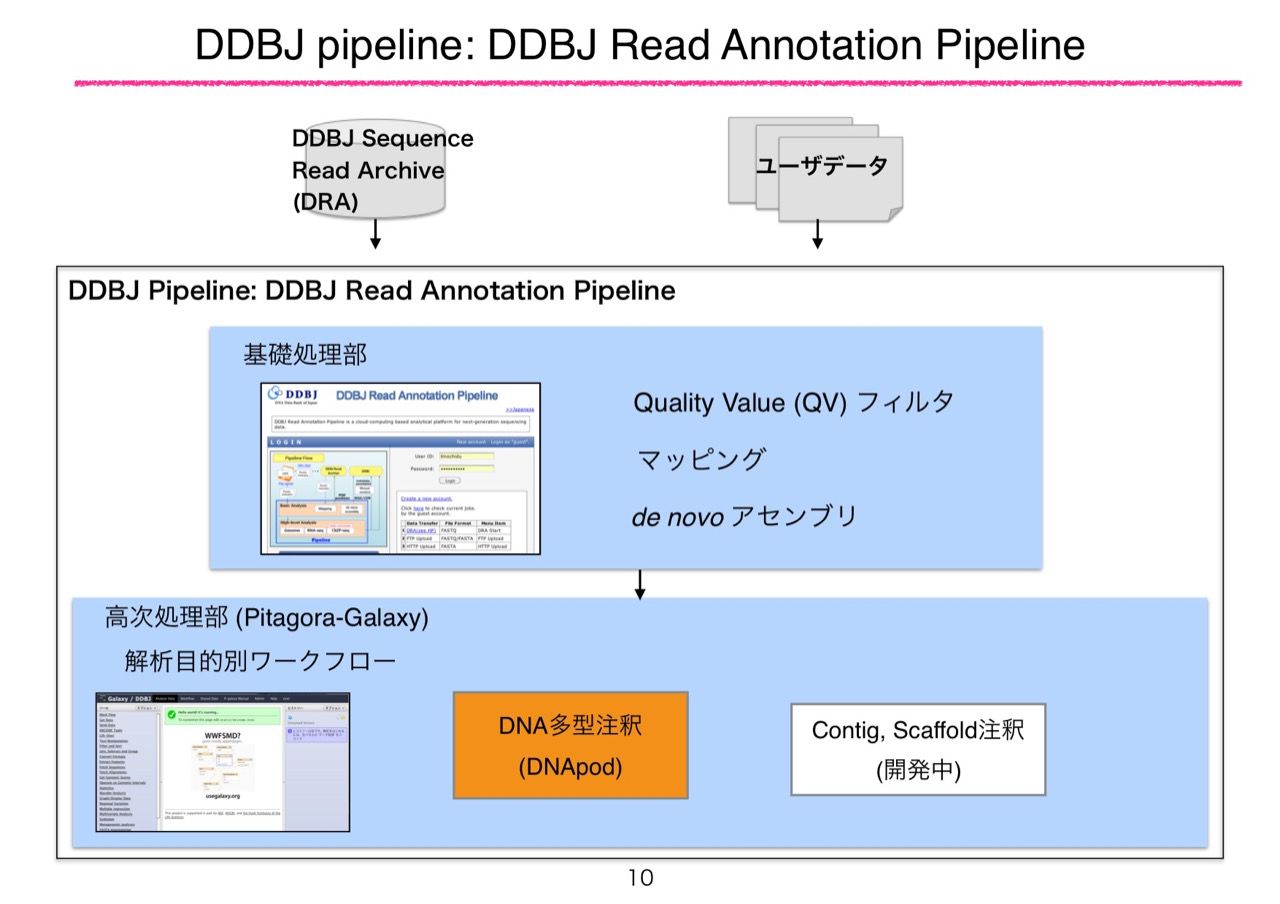 DDBJ pipeline: DDBJ Read Annotation Pipeline
DDBJ Sequence
Read Archive
(DRA)
ユーザデータ
DDBJ Pipeline: DDBJ Read Annotation Pipeline
基礎処理部
DDBJ
DDBJ Read Annotation Pipeline
>>Japanese
DDBJ Read Annotation Pipeline is a cloud-computing based analytical platform for next-generation sequencing
data.
LOGIN
New account Login as "guest".
Pipeline Flow
User ID:
Password:
Login
Create a new account.
Click here to check current jobs.
by the guest account.
Data Transfer File Format Menu Item
FASTQ DRA Start
FTP Upload FASTQ/FASTA FTP Upload
HTTP Upload FASTA HTTP Upload
Basic Analysis
Mapping
High-level Analysis
Pipeline
Quality Value (QV) フィルタ
マッピング
de novo アセンブリ
高次処理部 (Pitagora-Galaxy)
解析目的別ワークフロー
Galaxy / DDBJ
WWFSMD?
usegalaxy.org
DNA多型注釈
(DNApod)
Contig, Scaffold注釈
(開発中)
10